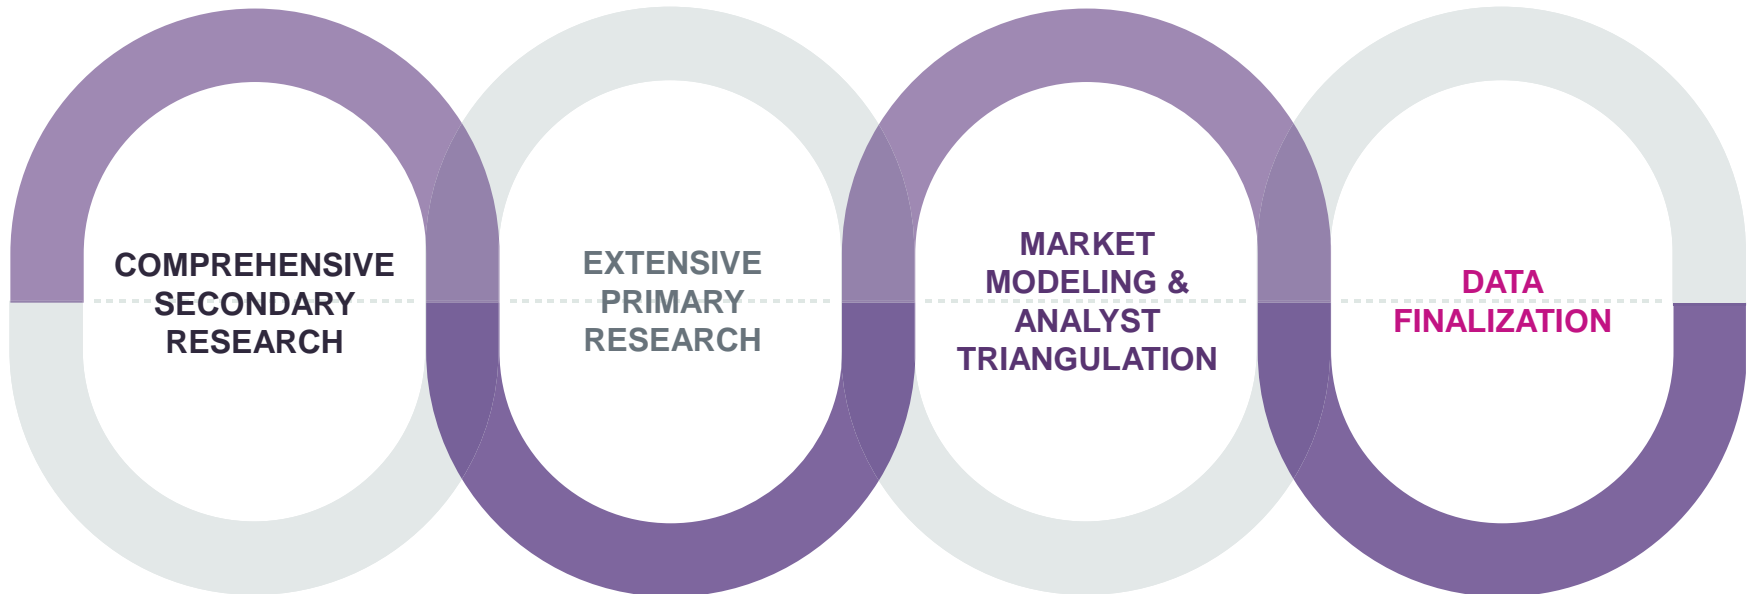 COMPREHENSIVE
SECONDARY
RESEARCH
EXTENSIVE
PRIMARY
RESEARCH
MARKET
MODELING &
ANALYST
TRIANGULATION
DATA
FINALIZATION